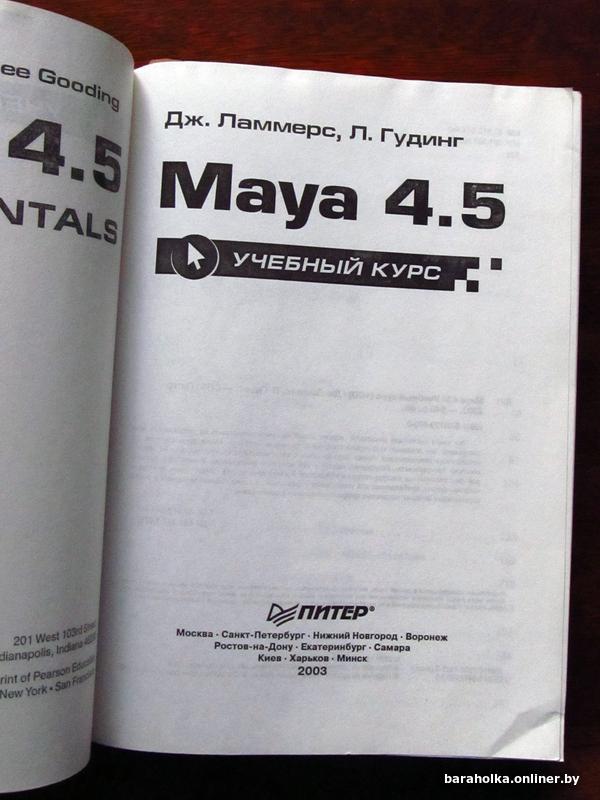 ee Gooding
4.5
NTALS
201 West 103rd Street
dianapolis, Indiana
print of Pearson Educa
New York • San Franc
Дж. Ламмерс, Л. Гудинг
Maya 4.5
УЧЕБНЫЙ КУРС
ПИТЕР®
Москва · Санкт-Петербург · Нижний Новгород · Воронеж
Ростов-на-Дону · Екатеринбург · Самара
Киев · Харьков · Минск
2003
baraholka.onliner.by